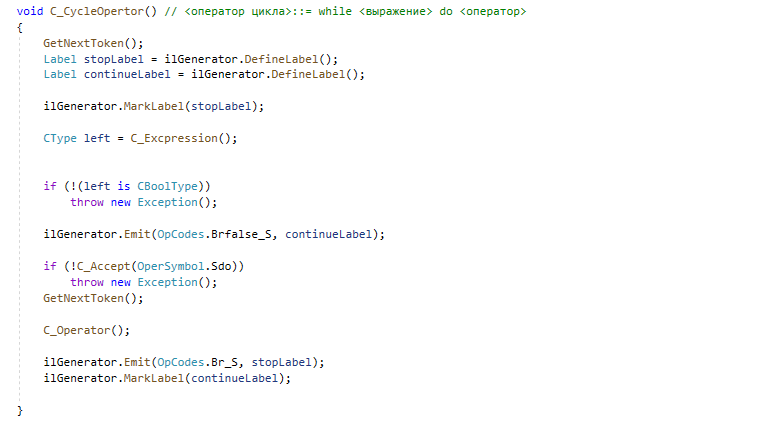 void C_CycleOpertor() // <оператор цикла>::= while <выражение> do <оператор>
{
GetNextToken();
Label stopLabel = ilGenerator.DefineLabel();
Label continueLabel = ilGenerator.DefineLabel();
ilGenerator.MarkLabel(stopLabel);
CType left = C_Excpression();
if (!(left is CBoolType))
throw new Exception();
ilGenerator.Emit(OpCodes.Brfalse_S, continueLabel);
if (!C_Accept(OperSymbol.Sdo))
throw new Exception();
GetNextToken();
C_Operator();
ilGenerator.Emit(OpCodes.Br_S, stopLabel);
ilGenerator.MarkLabel(continueLabel);
}